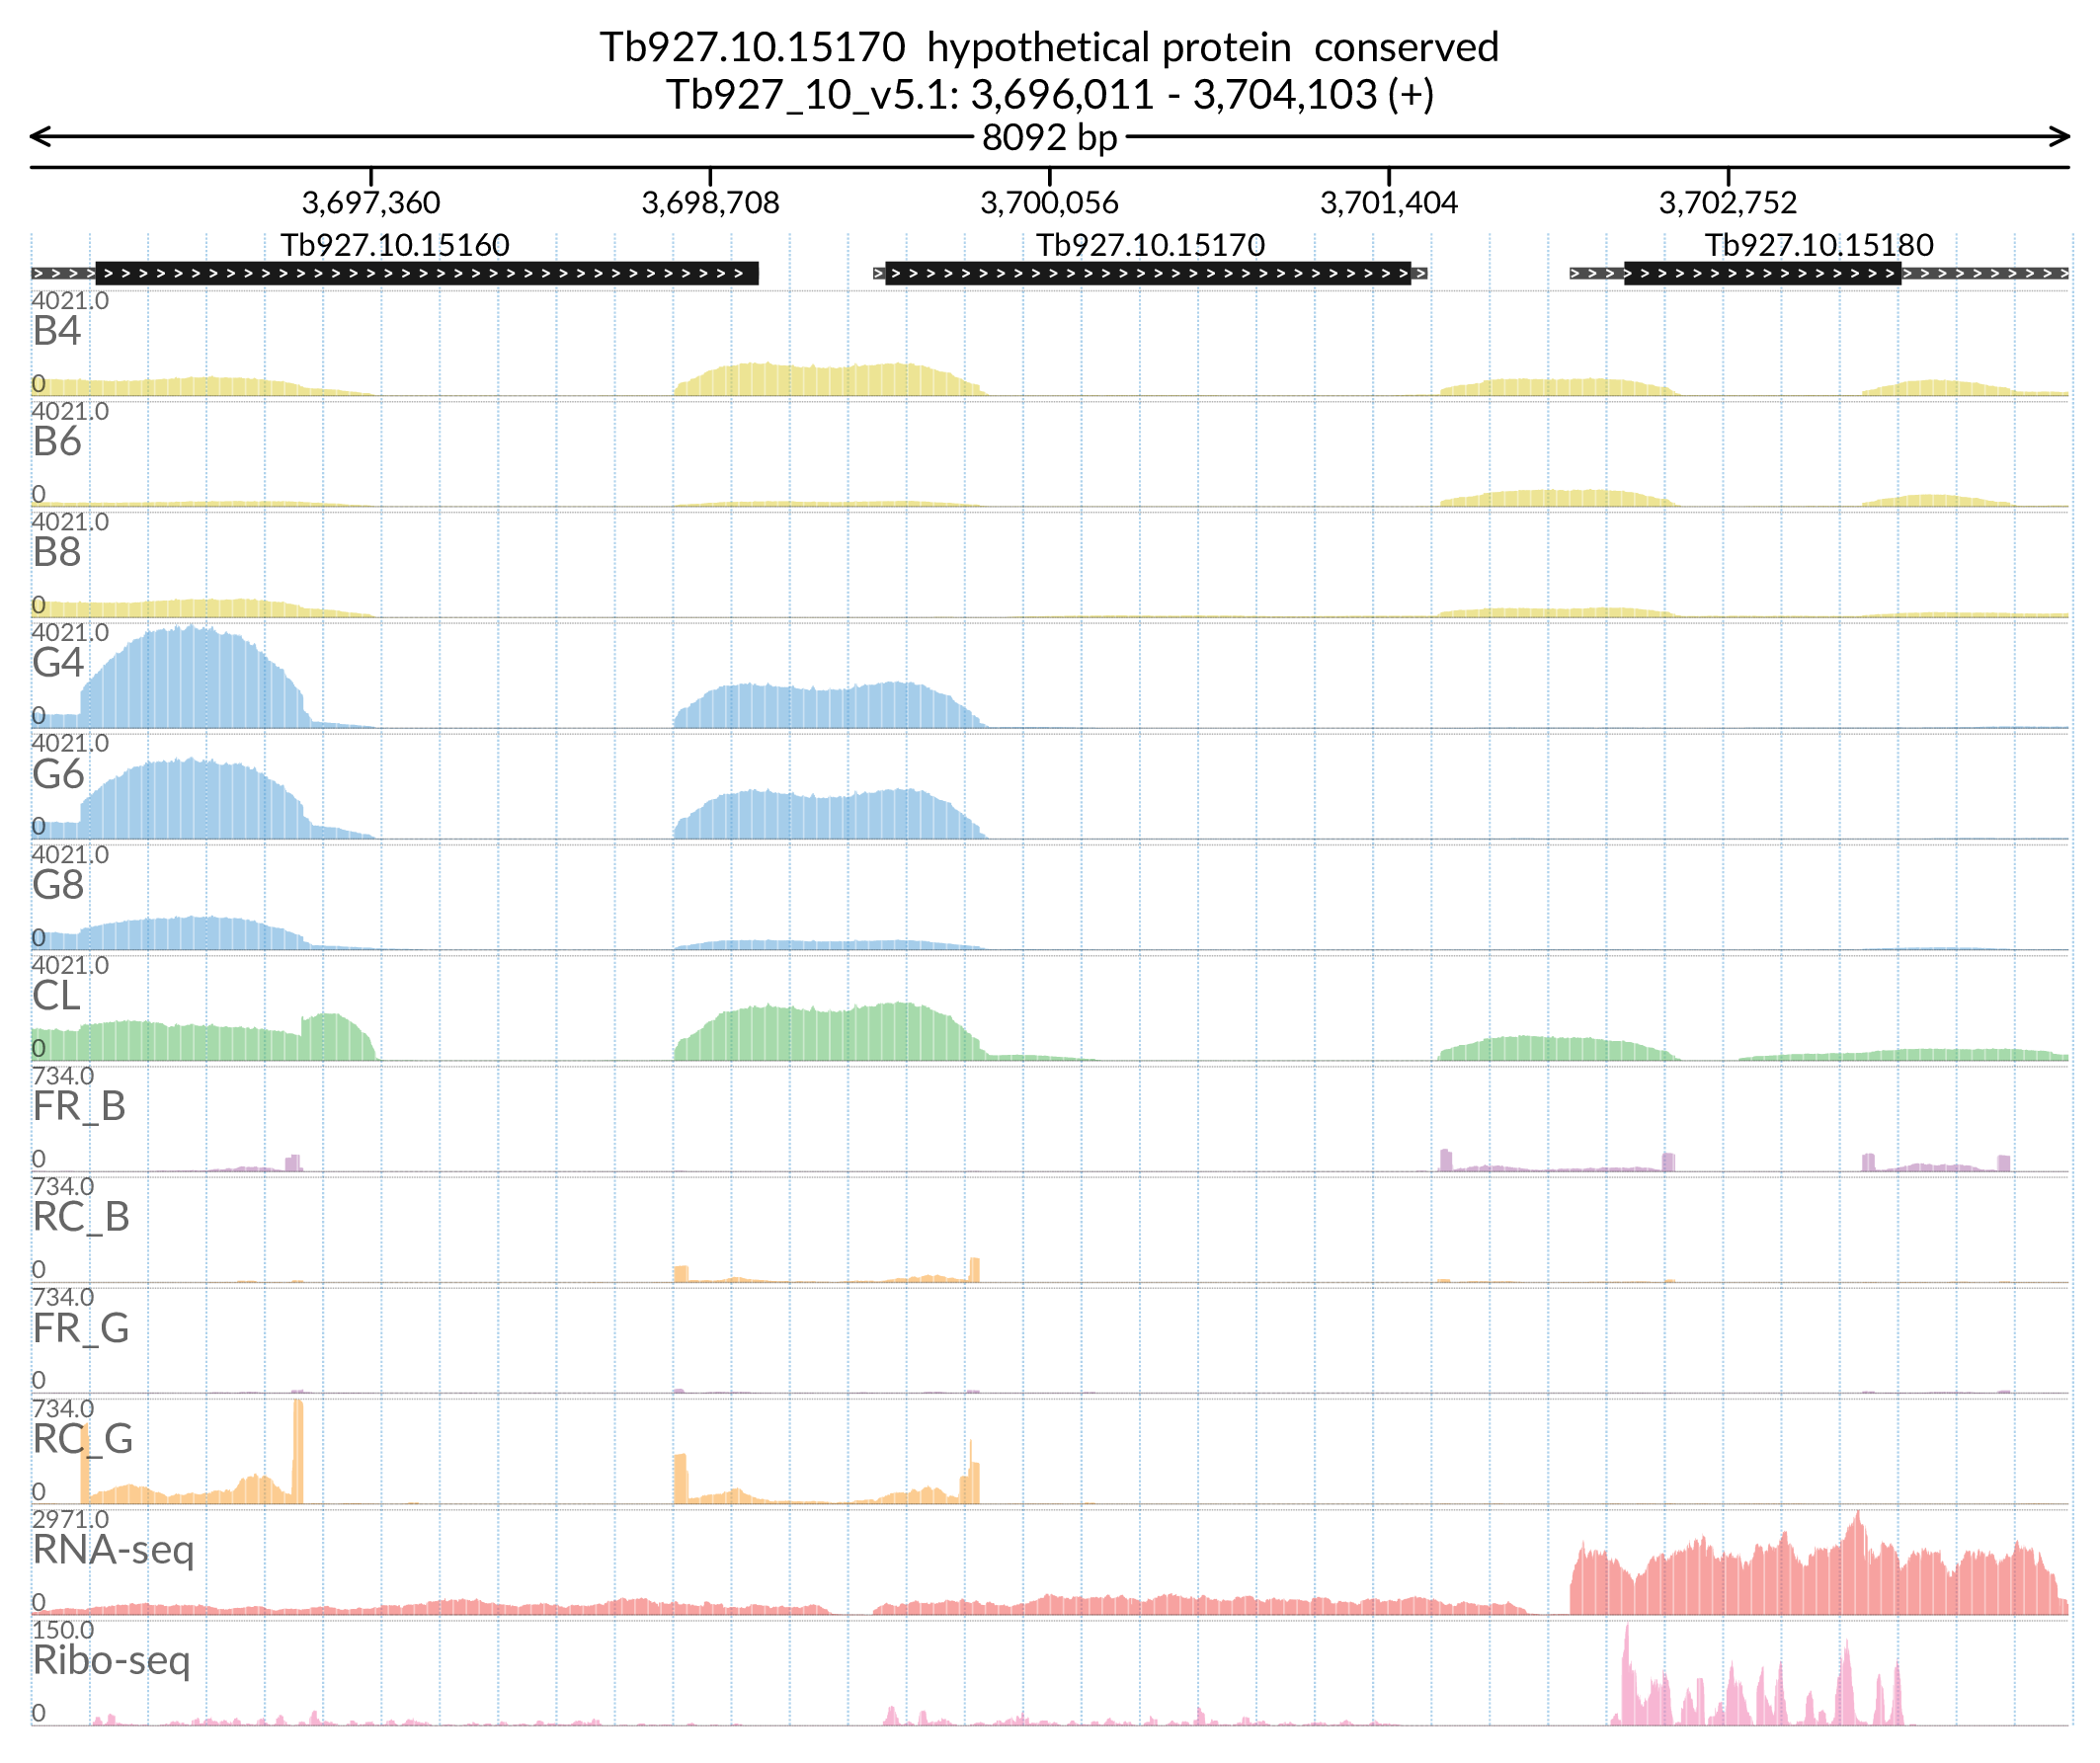 Tb927.10.15170 hypothetical protein conserved
Tb927_10_v5.1: 3,696,011 - 3,704,103 (+)
8092 bp
3,697,360 3,698,708 3,700,056 3,701,404 3,702,752
Tb927.10.15160 Tb927.10.15170 Tb927.10.15180
4021.0
B4
0
4021.0
B6
0
4021.0
B8
0
4021.0
G4
0
4021.0
G6
0
4021.0
G8
0
4021.0
CL
0
734.0
FR_B
0
734.0
RC_B
0
734.0
FR_G
0
734.0
RC_G
0
2971.0
RNA-seq
0
150.0
Ribo-seq
0